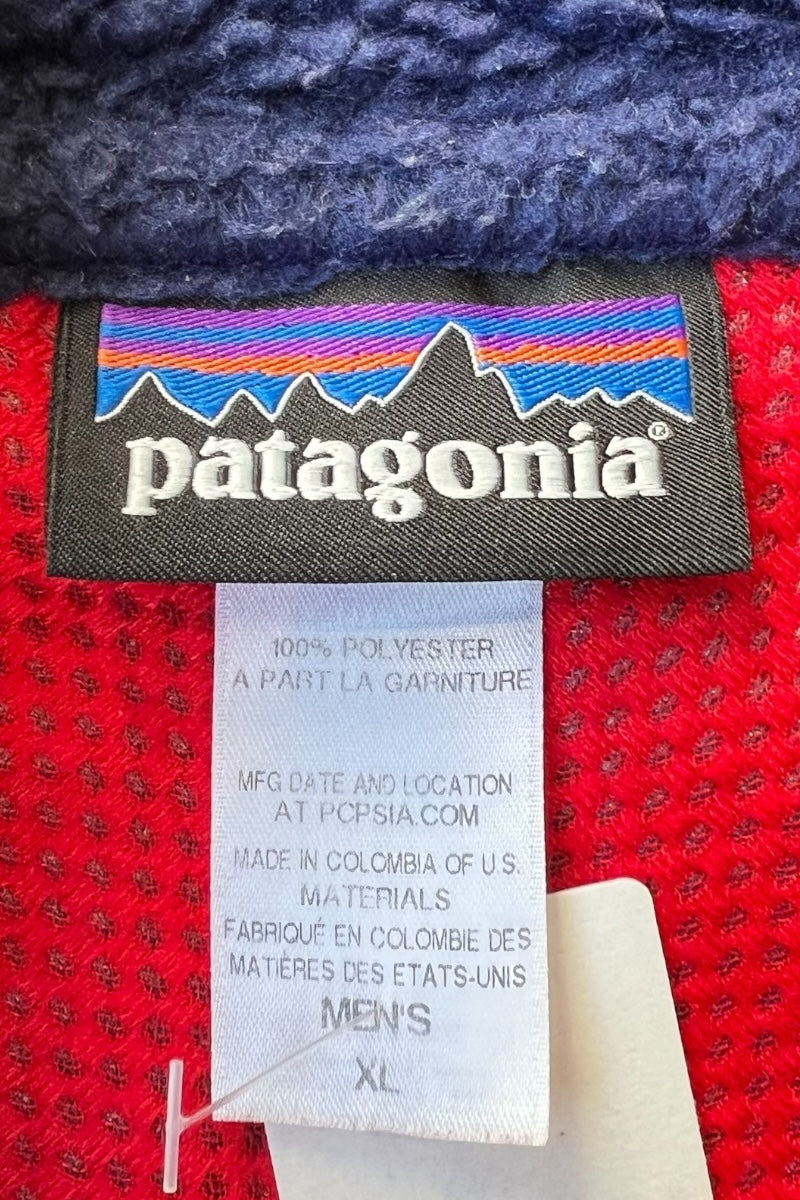 patagonia®
100% POLYESTER
A PART LA GARNITURE
MFG DATE AND LOCATION
AT PCPSIA.COM
MADE IN COLOMBIA OF U.S.
MATERIALS
FABRIQUÉ EN COLOMBIE DES
MATIÈRES DES ETATS-UNIS
MEN'S
XL